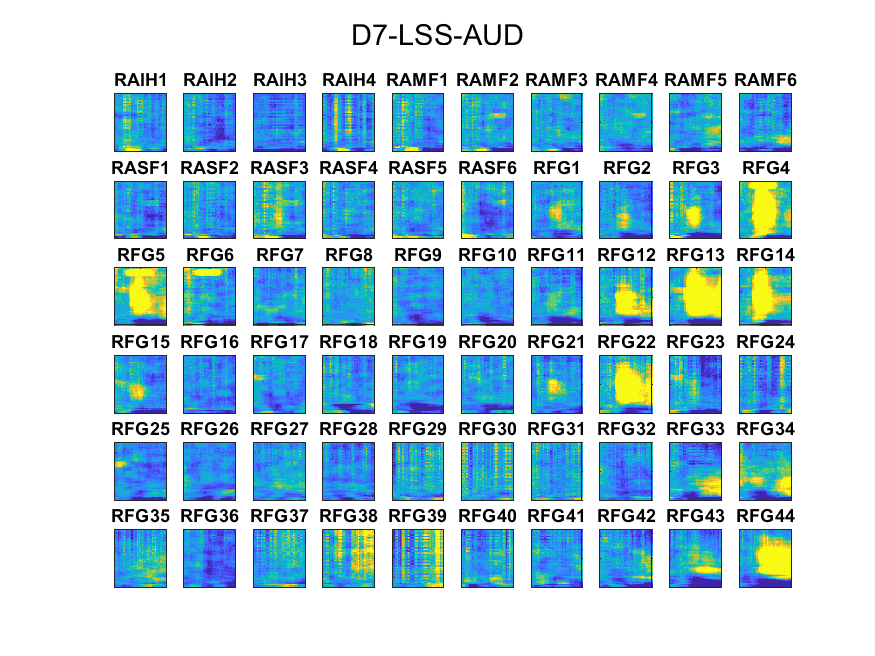 D7-LSS-AUD
RAIH1 RAIH2 RAIH3 RAIH4 RAMF1 RAMF2 RAMF3 RAMF4 RAMF5 RAMF6
RASF1 RASF2 RASF3 RASF4 RASF5 RASF6 RFG1 RFG2 RFG3 RFG4
RFG5 RFG6 RFG7 RFG8 RFG9 RFG10 RFG11 RFG12 RFG13 RFG14
RFG15 RFG16 RFG17 RFG18 RFG19 RFG20 RFG21 RFG22 RFG23 RFG24
RFG25 RFG26 RFG27 RFG28 RFG29 RFG30 RFG31 RFG32 RFG33 RFG34
RFG35 RFG36 RFG37 RFG38 RFG39 RFG40 RFG41 RFG42 RFG43 RFG44